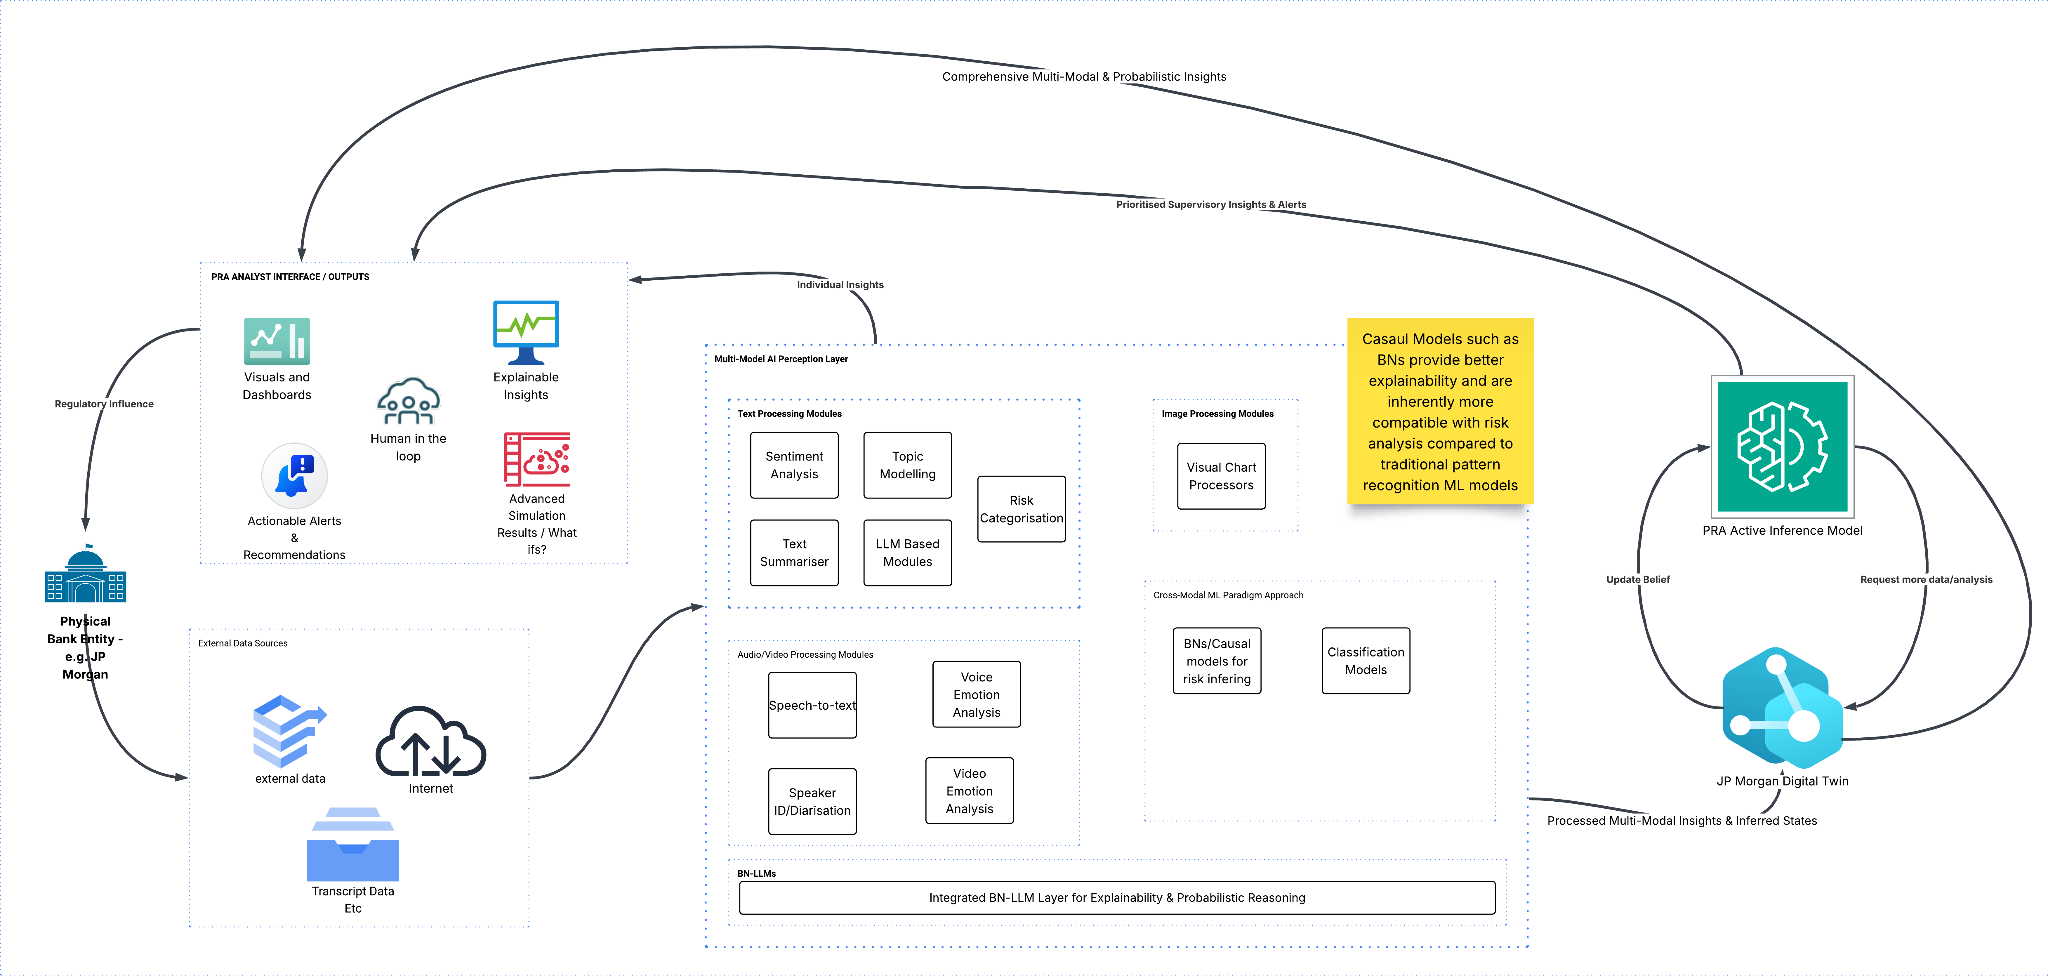 Comprehensive Multi-Modal & Probabilistic Insights
Prioritised Supervisory Insights & Alerts
PRA ANALYST INTERFACE / OUTPUTS
Visuals and
Dashboards
Explainable
Insights
Human in the
loop
Actionable Alerts
&
Recommendations
Advanced
Simulation
Results / What
ifs?
Individual Insights
Regulatory Influence
Physical
Bank Entity -
e.g. JP
Morgan
External Data Sources
external data
Internet
Transcript Data
Etc
Multi-Model AI Perception Layer
Text Processing Modules
Sentiment
Analysis
Topic
Modelling
Risk
Categorisation
Text
Summariser
LLM Based
Modules
Image Processing Modules
Visual Chart
Processors
Casaul Models such as
BNs provide better
explainability and are
inherently more
compatible with risk
analysis compared to
traditional pattern
recognition ML models
Audio/Video Processing Modules
Speech-to-text
Voice
Emotion
Analysis
Speaker
ID/Diarisation
Video
Emotion
Analysis
Cross-Modal ML Paradigm Approach
BNs/Causal
models for
risk infering
Classification
Models
BN-LLMs
Integrated BN-LLM Layer for Explainability & Probabilistic Reasoning
PRA Active Inference Model
Update Belief
Request more data/analysis
JP Morgan Digital Twin
Processed Multi-Modal Insights & Inferred States